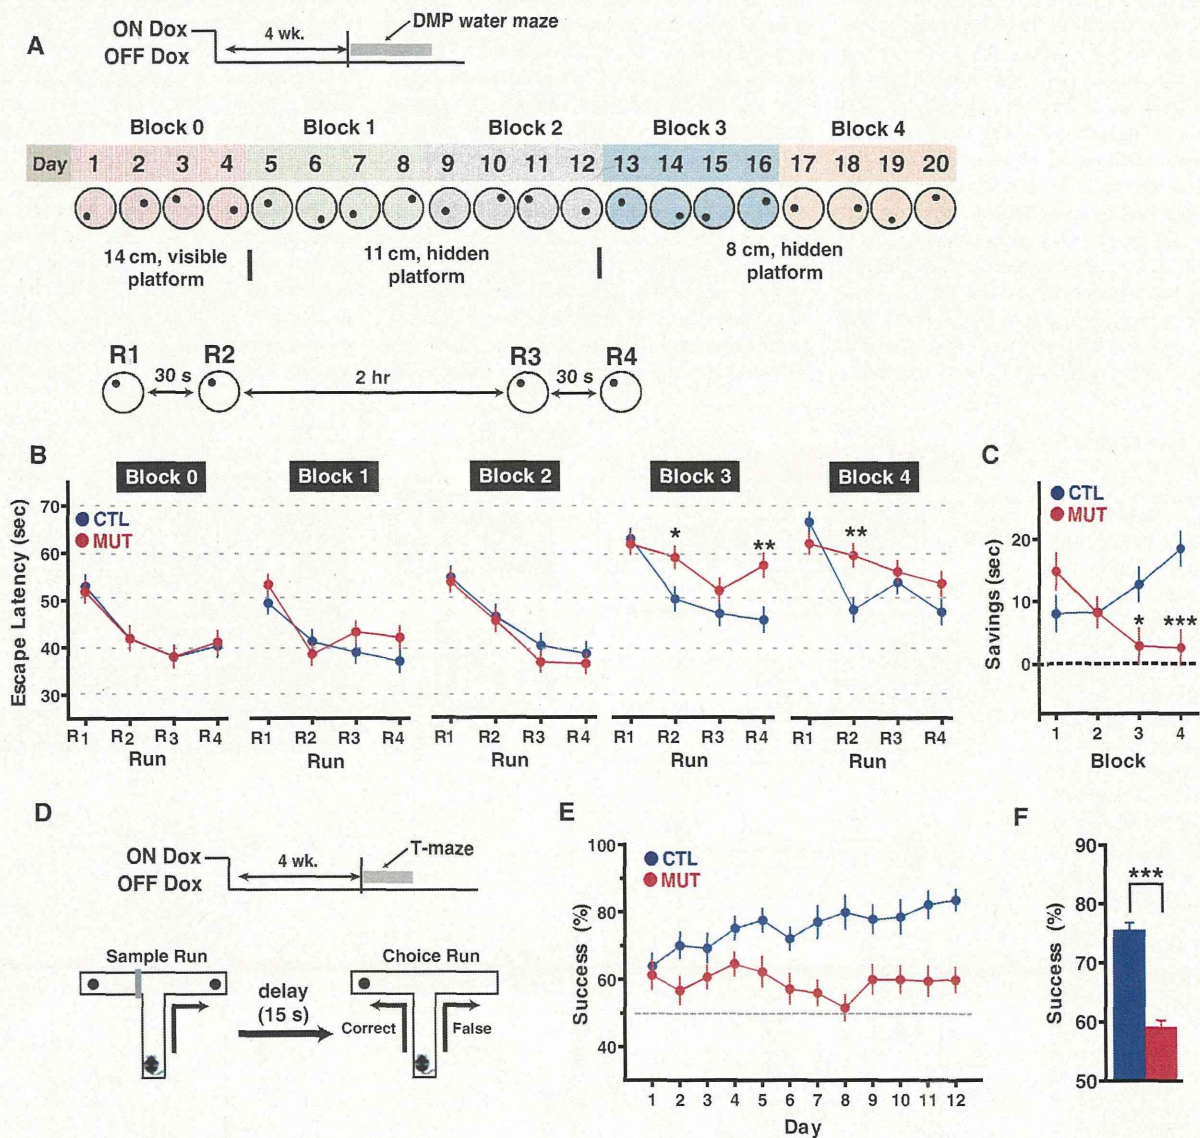 A
ON Dox
OFF Dox
4 wk.
DMP water maze
Block 0 Block 1 Block 2 Block 3 Block 4
Day 1 2 3 4 5 6 7 8 9 10 11 12 13 14 15 16 17 18 19 20
14 cm, visible
platform
11 cm, hidden
platform
8 cm, hidden
platform
R1 R2 R3 R4
30 s 2 hr 30 s
B
Block 0 Block 1 Block 2 Block 3 Block 4
Escape Latency (sec)
70
60
50
40
30
CTL
MUT
* ** **
R1 R2 R3 R4 R1 R2 R3 R4 R1 R2 R3 R4 R1 R2 R3 R4 R1 R2 R3 R4
Run Run Run Run Run
C
CTL
MUT
Savings (sec)
20
10
0
* ***
1 2 3 4
Block
D
ON Dox
OFF Dox
4 wk.
T-maze
Sample Run
delay
(15 s)
Choice Run
Correct False
E
CTL
MUT
Success (%)
100
80
60
40
1 2 3 4 5 6 7 8 9 10 11 12
Day
F
Success (%)
90
80
70
60
50
***